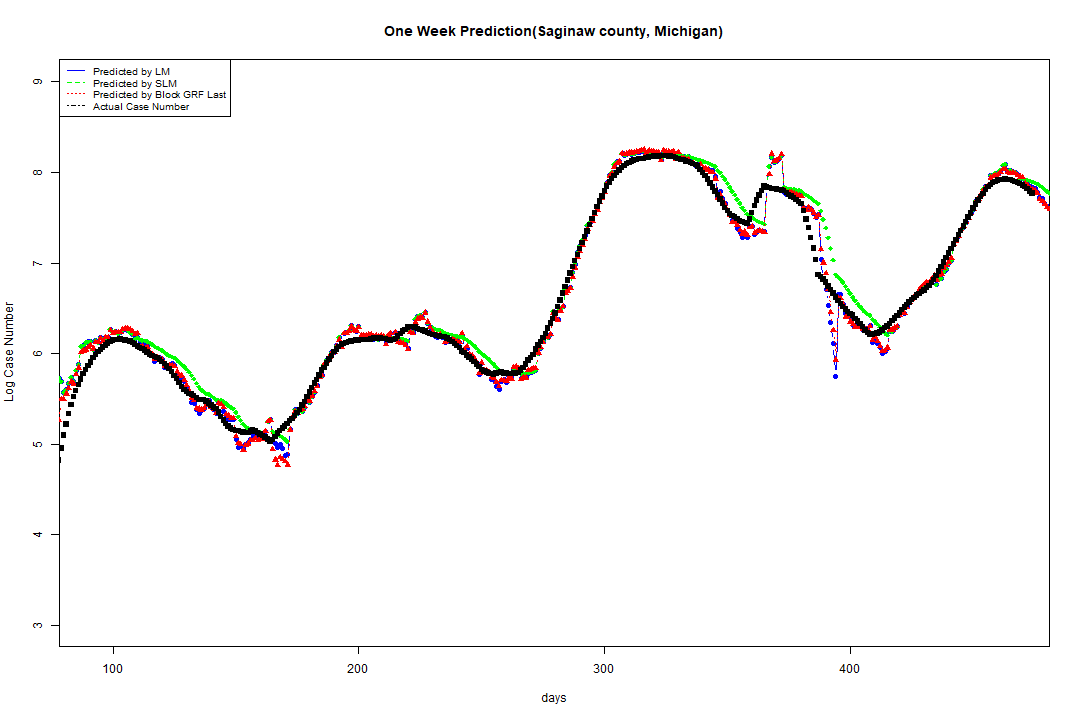 One Week Prediction(Saginaw county, Michigan)
Predicted by LM
Predicted by SLM
Predicted by Block GRF Last
Actual Case Number
9
8
7
6
5
4
3
Log Case Number
100
200
300
400
days